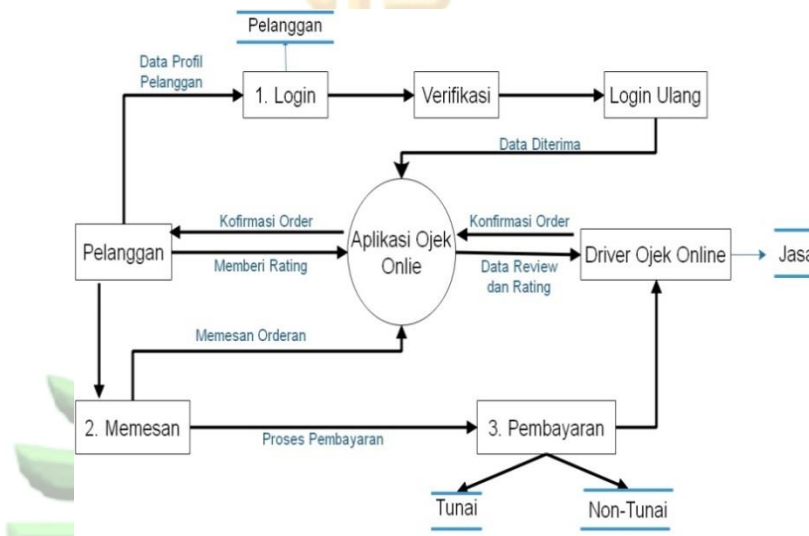 Pelanggan
Data Profil
Pelanggan
1. Login
Verifikasi
Login Ulang
Data Diterima
Kofirmasi Order
Konfirmasi Order
Pelanggan
Aplikasi Ojek
Onlie
Driver Ojek Online
Jasa
Memberi Rating
Data Review
dan Rating
Memesan Orderan
2. Memesan
Proses Pembayaran
3. Pembayaran
Tunai
Non-Tunai